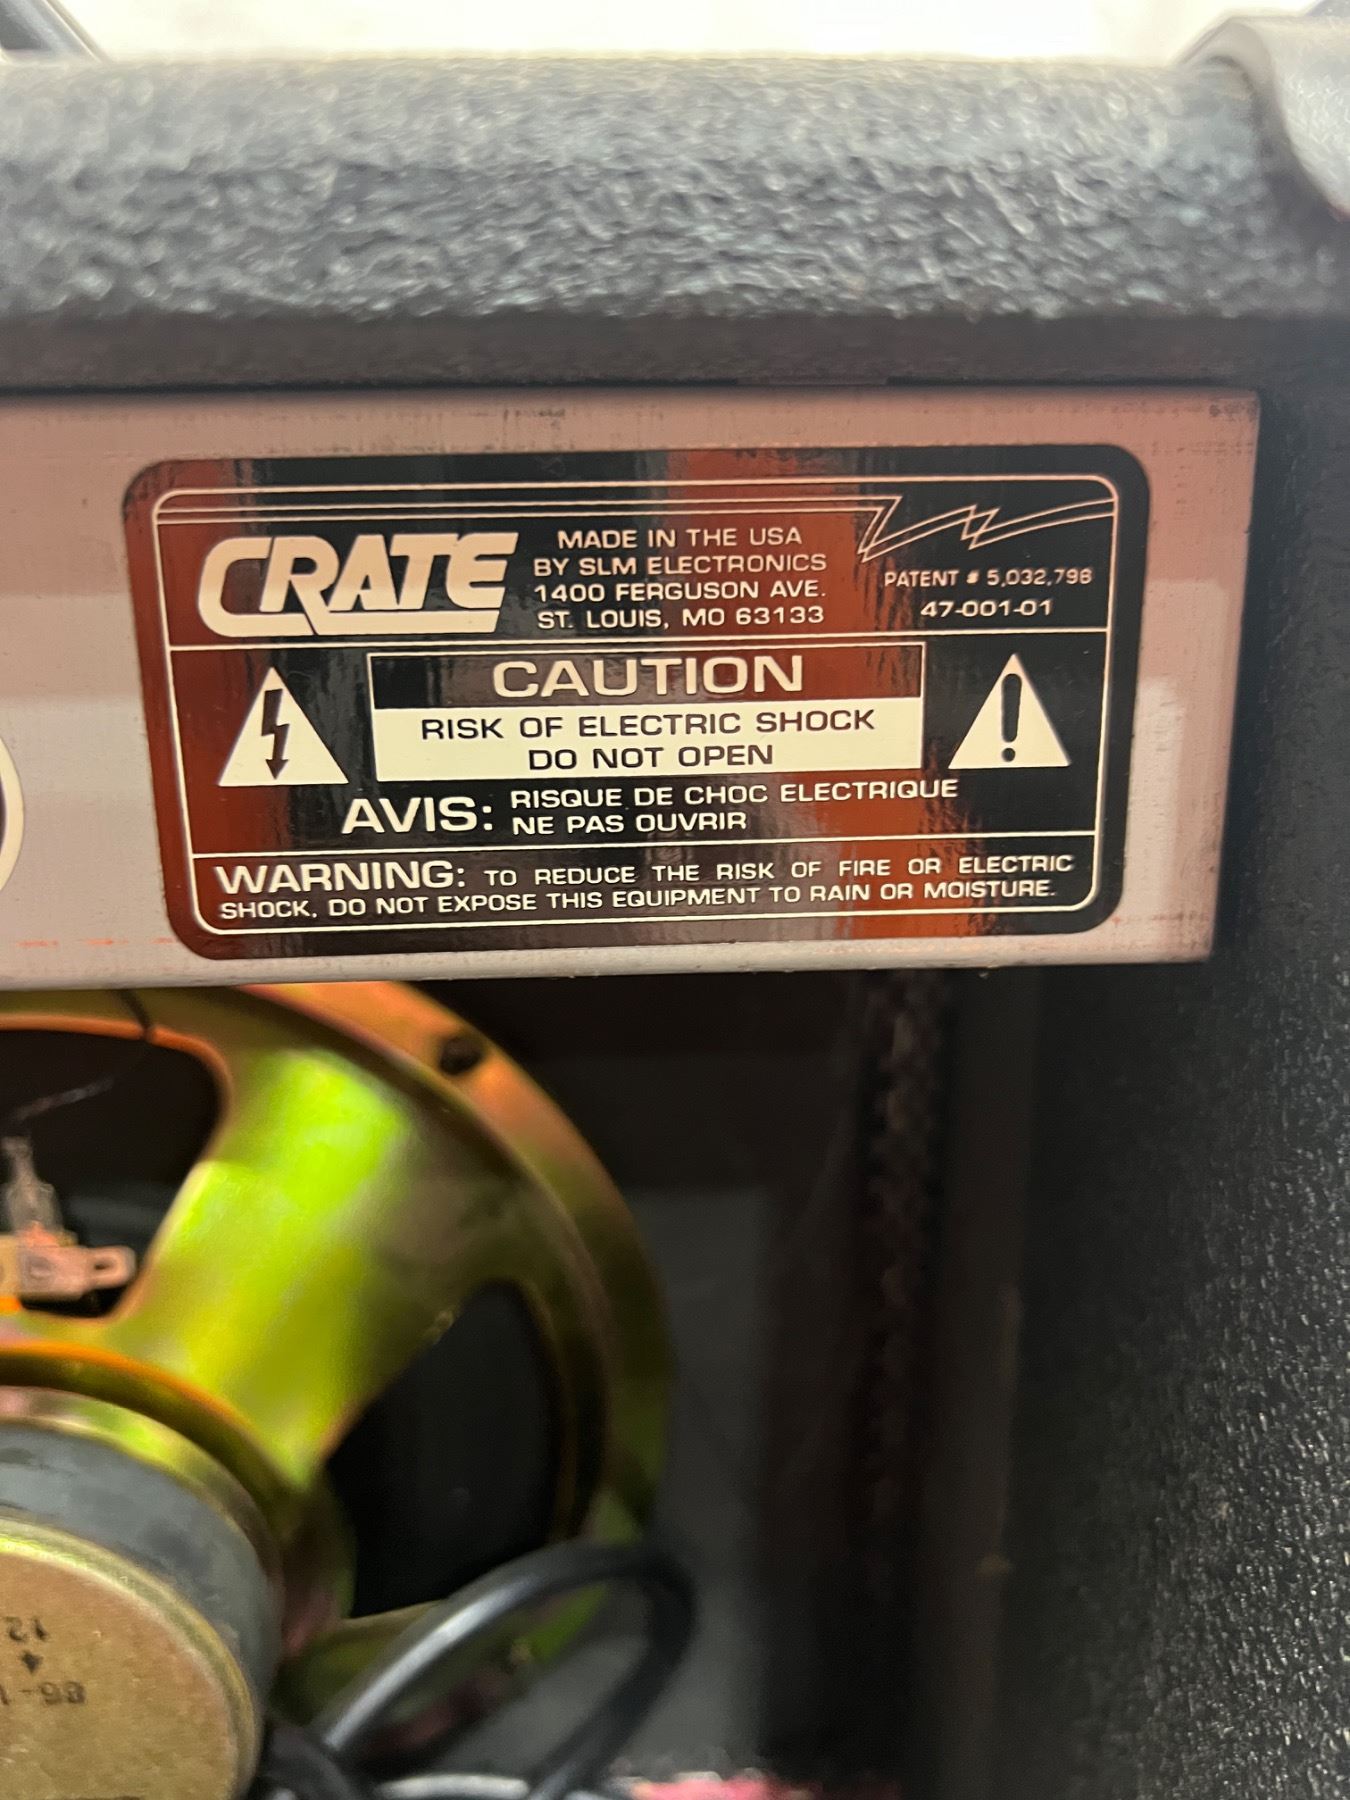 CRATE
MADE IN THE USA
BY SLM ELECTRONICS
1400 FERGUSON AVE.
ST. LOUIS, MO 63133
PATENT # 5,032,796
47-001-01
CAUTION
RISK OF ELECTRIC SHOCK
DO NOT OPEN
AVIS: RISQUE DE CHOC ELECTRIQUE
NE PAS OUVRIR
WARNING: TO REDUCE THE RISK OF FIRE OR ELECTRIC
SHOCK, DO NOT EXPOSE THIS EQUIPMENT TO RAIN OR MOISTURE.